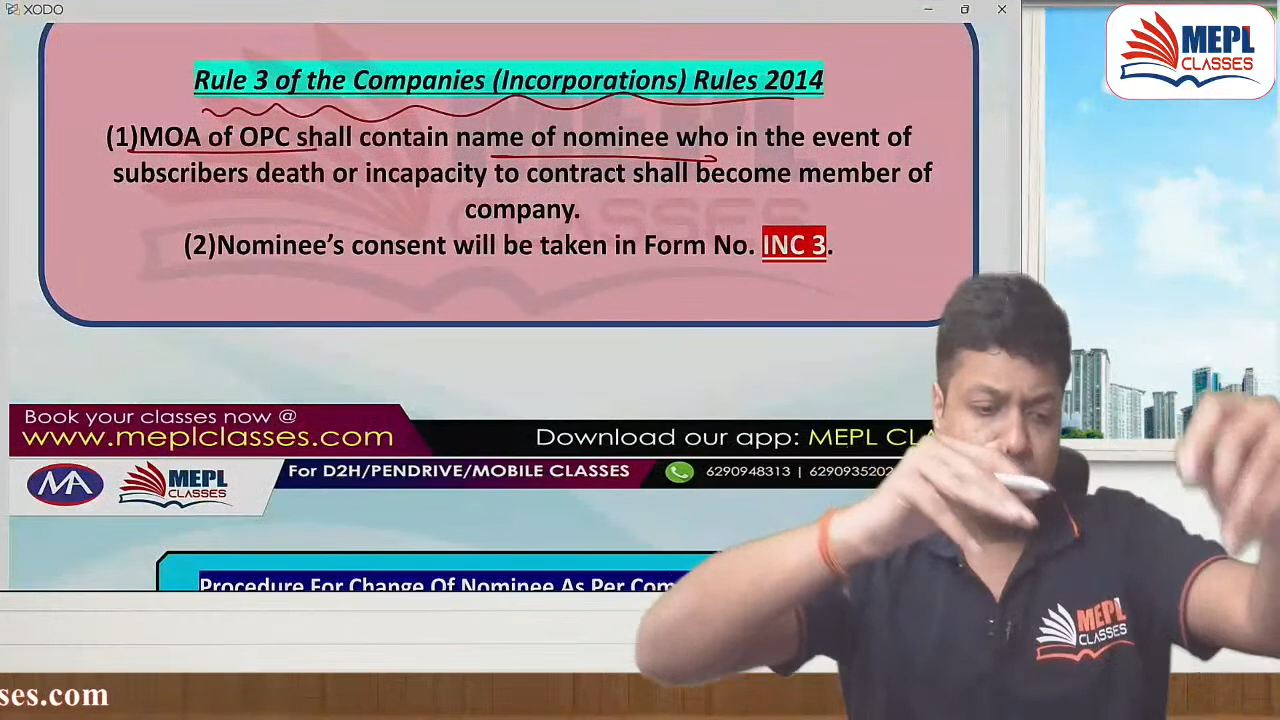 XODO
MEPL
CLASSES
Rule 3 of the Companies (Incorporations) Rules 2014
(1)MOA of OPC shall contain name of nominee who in the event of
subscribers death or incapacity to contract shall become member of
company.
(2)Nominee's consent will be taken in Form No. INC 3.
MEPL
CLASSES
Book your classes now @
www.meplclasses.com
Download our app: MEPL
MA
MEPL
CLASSES
For D2H/PENDRIVE/MOBILE CLASSES
6290948313 | 629093520
Procedure For Change Of Nominee As Per
MEPL
CLASSES
ses.com